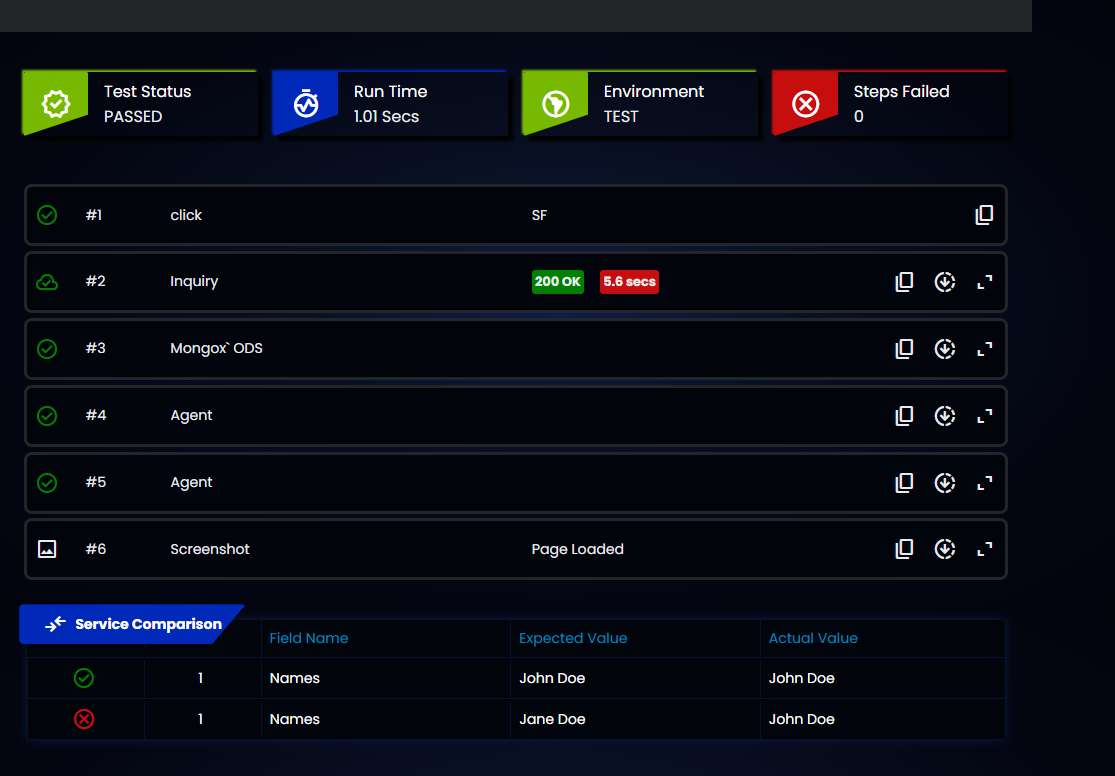 Test Status
PASSED
Run Time
1.01 Secs
Environment
TEST
Steps Failed
0
#1 click SF
#2 Inquiry 200 OK 5.6 secs
#3 Mongox` ODS
#4 Agent
#5 Agent
#6 Screenshot Page Loaded
Service Comparison
Field Name Expected Value Actual Value
1 Names John Doe John Doe
1 Names Jane Doe John Doe